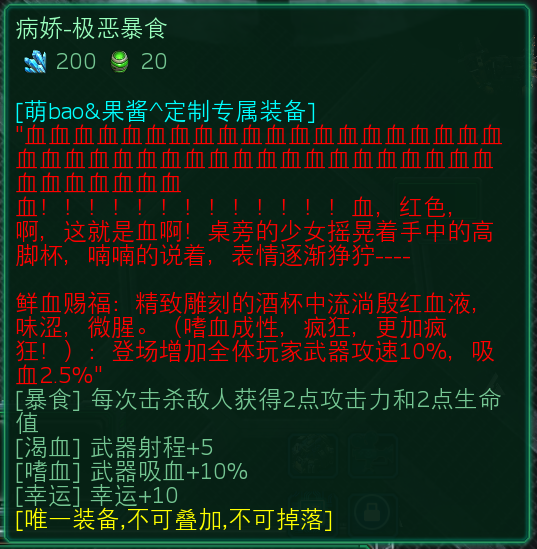 病娇-极恶暴食
200 20
[萌bao&果酱^定制专属装备]
"血血血血血血血血血血血血血血血血血血血血
血血血血血血血血血血血血血血血血血血血血
血血血血血血血
血！！！！！！！！！！！！！血，红色，
啊，这就是血啊！桌旁的少女摇晃着手中的高
脚杯，喃喃的说着，表情逐渐狰狞----
鲜血赐福：精致雕刻的酒杯中流淌殷红血液，
味涩，微腥。（嗜血成性，疯狂，更加疯
狂！）：登场增加全体玩家武器攻速10%，吸
血2.5%"
[暴食] 每次击杀敌人获得2点攻击力和2点生命
值
[渴血] 武器射程+5
[嗜血] 武器吸血+10%
[幸运] 幸运+10
[唯一装备,不可叠加,不可掉落]